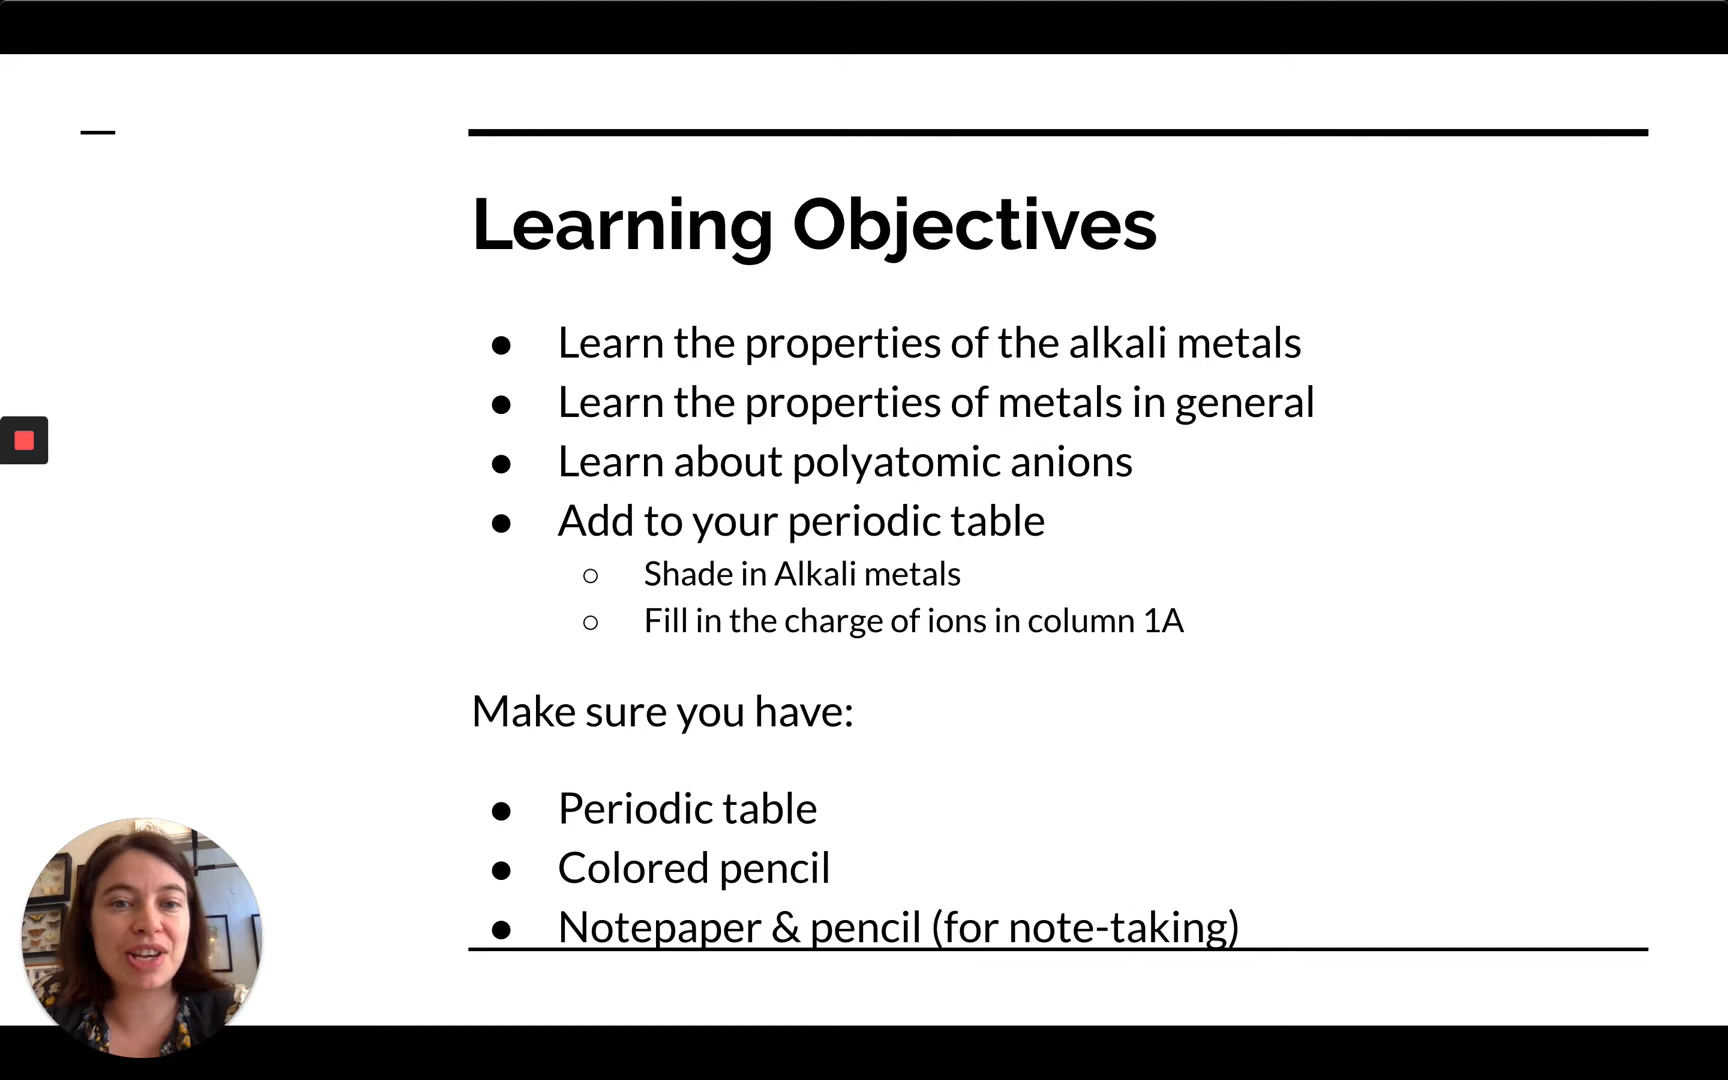 Learning Objectives
● Learn the properties of the alkali metals
● Learn the properties of metals in general
● Learn about polyatomic anions
● Add to your periodic table
○ Shade in Alkali metals
○ Fill in the charge of ions in column 1A
Make sure you have:
● Periodic table
● Colored pencil
● Notepaper & pencil (for note-taking)